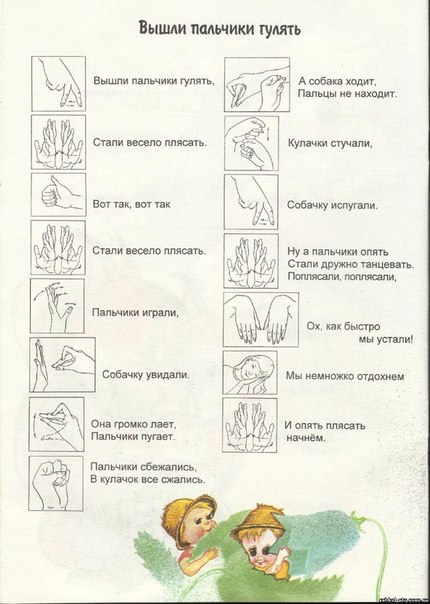 Вышли пальчики гулять
Вышли пальчики гулять,
Стали весело плясать.
Вот так, вот так
Стали весело плясать.
Пальчики играли,
Собачку увидали.
Она громко лает,
Пальчики пугает.
Пальчики сбежались,
В кулачок все сжались.
А собака ходит,
Пальцы не находит.
Кулачки стучали,
Собачку испугали.
Ну а пальчики опять
Стали дружно танцевать.
Поплясали, поплясали,
Ох, как быстро
мы устали!
Мы немножко отдохнем
И опять плясать
начнём.